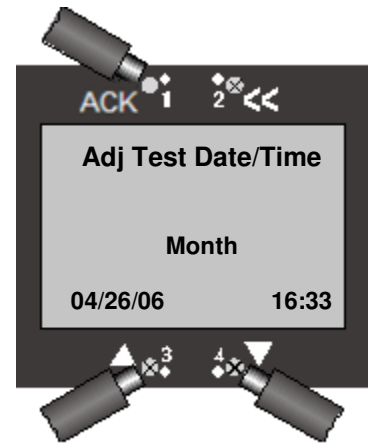 ACK 1 2 <<
Adj Test Date/Time
Month
04/26/06 16:33
3 4